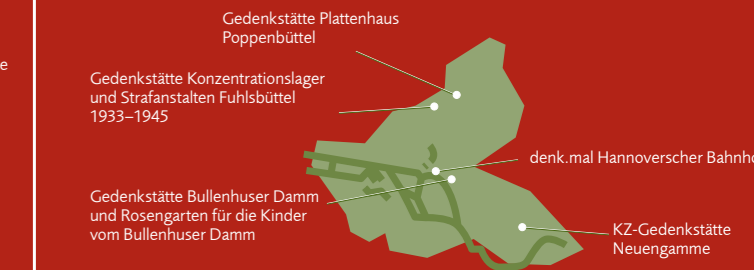 Gedenkstätte Plattenhaus
Poppenbüttel
e
Gedenkstätte Konzentrationslager
und Strafanstalten Fuhlsbüttel
1933–1945
denk.mal Hannoverscher Bahnho
Gedenkstätte Bullenhuser Damm
und Rosengarten für die Kinder
vom Bullenhuser Damm
KZ-Gedenkstätte
Neuengamme